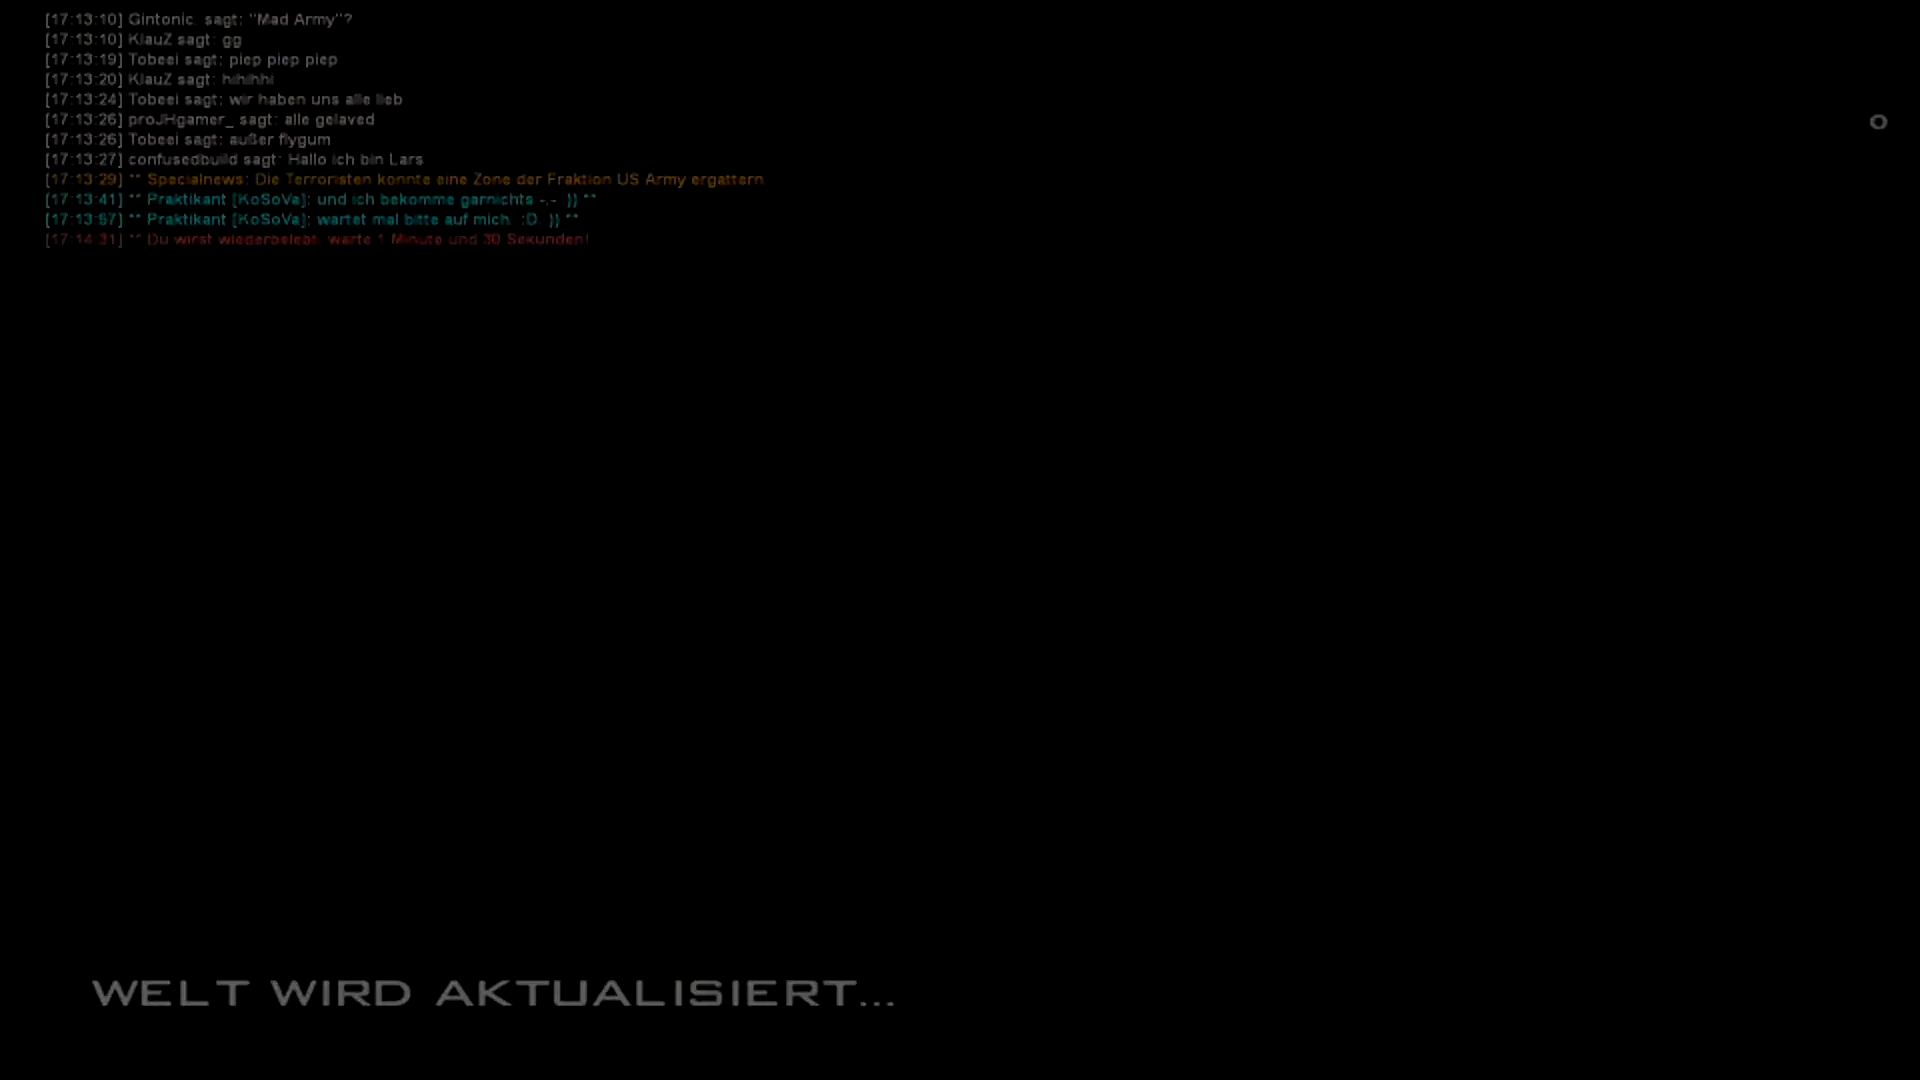 [17:13:10] Gintonic. sagt: "Mad Army"?
[17:13:10] KlauZ sagt: gg
[17:13:19] Tobeei sagt: piep piep piep
[17:13:20] KlauZ sagt: hihihhi
[17:13:24] Tobeei sagt: wir haben uns alle lieb
[17:13:26] proJHgamer_ sagt: alle gelaved
[17:13:26] Tobeei sagt: außer flygum
[17:13:27] confusedbuild sagt: Hallo ich bin Lars
[17:13:29] ** Specialnews: Die Terroristen konnte eine Zone der Fraktion US Army ergattern.
[17:13:41] ** Praktikant [KoSoVa]: und ich bekomme garnichts -.- )) **
[17:13:57] ** Praktikant [KoSoVa]: wartet mal bitte auf mich. :D )) **
[17:14:31] ** Du wirst wiederbelebt, warte 1 Minute und 30 Sekunden!
WELT WIRD AKTUALISIERT...